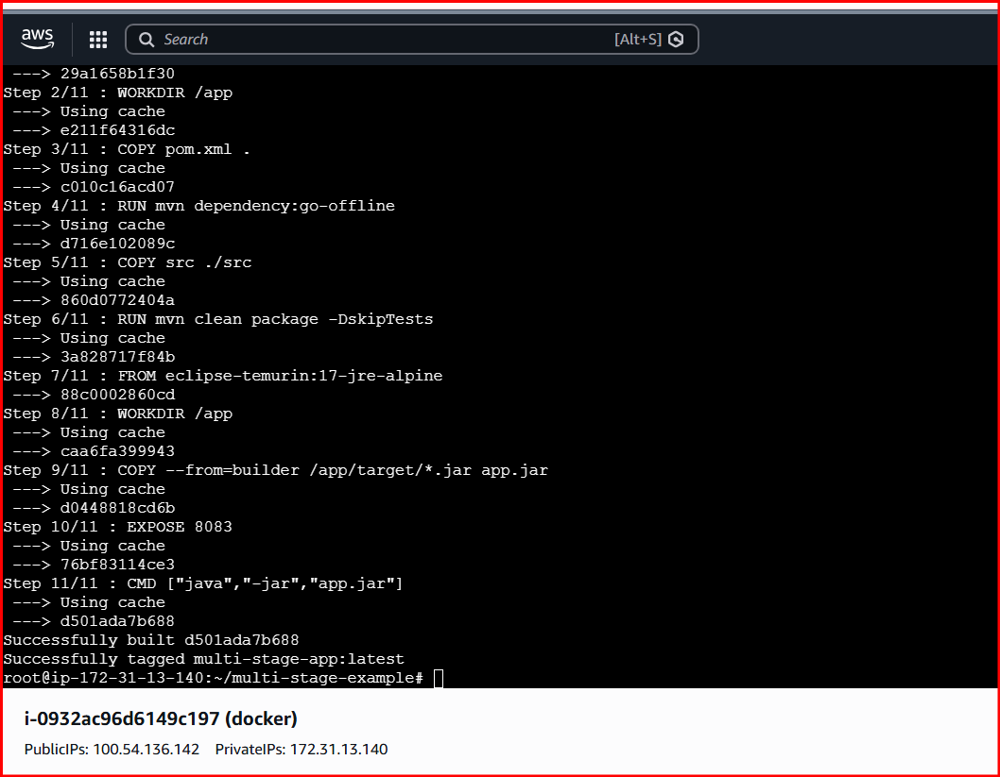 aws
Search [Alt+S]
---> 29a1658b1f30
Step 2/11 : WORKDIR /app
---> Using cache
---> e211f64316dc
Step 3/11 : COPY pom.xml .
---> Using cache
---> c010c16acd07
Step 4/11 : RUN mvn dependency:go-offline
---> Using cache
---> d716e102089c
Step 5/11 : COPY src ./src
---> Using cache
---> 860d0772404a
Step 6/11 : RUN mvn clean package -DskipTests
---> Using cache
---> 3a828717f84b
Step 7/11 : FROM eclipse-temurin:17-jre-alpine
---> 88c0002860cd
Step 8/11 : WORKDIR /app
---> Using cache
---> caa6fa399943
Step 9/11 : COPY --from=builder /app/target/*.jar app.jar
---> Using cache
---> d0448818cd6b
Step 10/11 : EXPOSE 8083
---> Using cache
---> 76bf83114ce3
Step 11/11 : CMD ["java","-jar","app.jar"]
---> Using cache
---> d501ada7b688
Successfully built d501ada7b688
Successfully tagged multi-stage-app:latest
root@ip-172-31-13-140:~/multi-stage-example#
i-0932ac96d6149c197 (docker)
PublicIPs: 100.54.136.142 PrivateIPs: 172.31.13.140